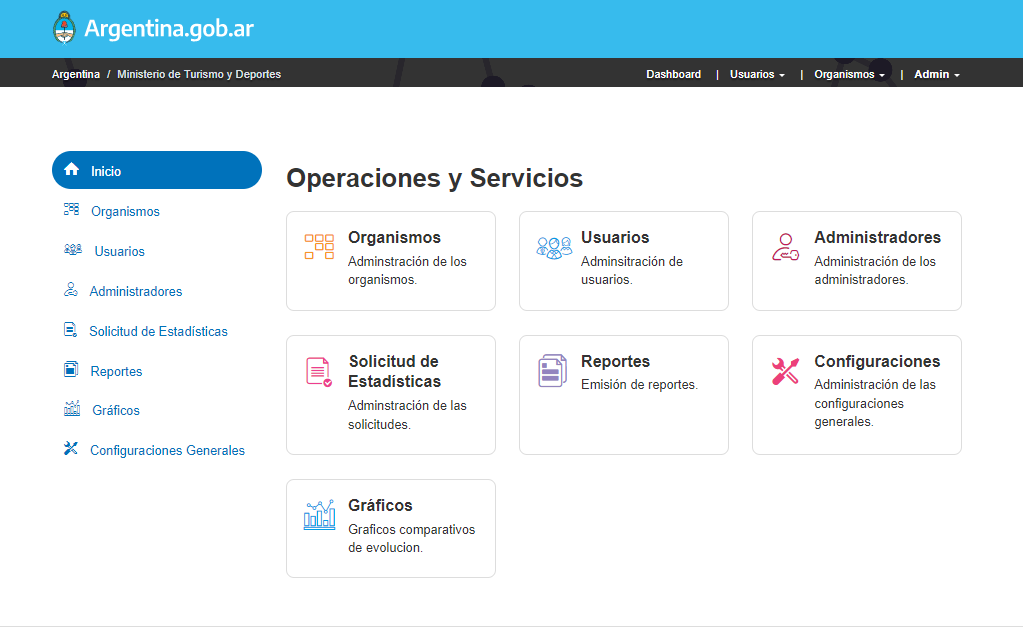 Argentina.gob.ar
Argentina / Ministerio de Turismo y Deportes
Dashboard | Usuarios | Organismos | Admin
Inicio
Organismos
Usuarios
Administradores
Solicitud de Estadísticas
Reportes
Gráficos
Configuraciones Generales
Operaciones y Servicios
Organismos
Adminstración de los
organismos.
Usuarios
Adminsitración de
usuarios.
Administradores
Administración de los
administradores.
Solicitud de
Estadísticas
Adminstración de las
solicitudes.
Reportes
Emisión de reportes.
Configuraciones
Administración de las
configuraciones
generales.
Gráficos
Graficos comparativos
de evolucion.